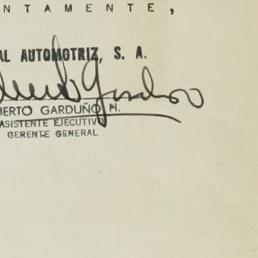 NTAMENTE,
AL AUTOMOTRIZ, S. A.
BERTO GARDUÑO M.
ASISTENTE EJECUTIVO
GERENTE GENERAL